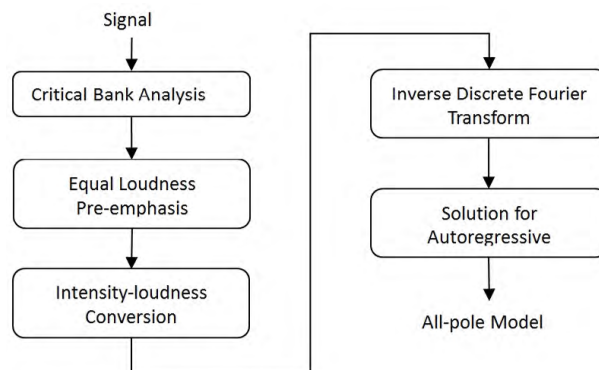 Signal
Critical Bank Analysis
Equal Loudness
Pre-emphasis
Intensity-loudness
Conversion
Inverse Discrete Fourier
Transform
Solution for
Autoregressive
All-pole Model